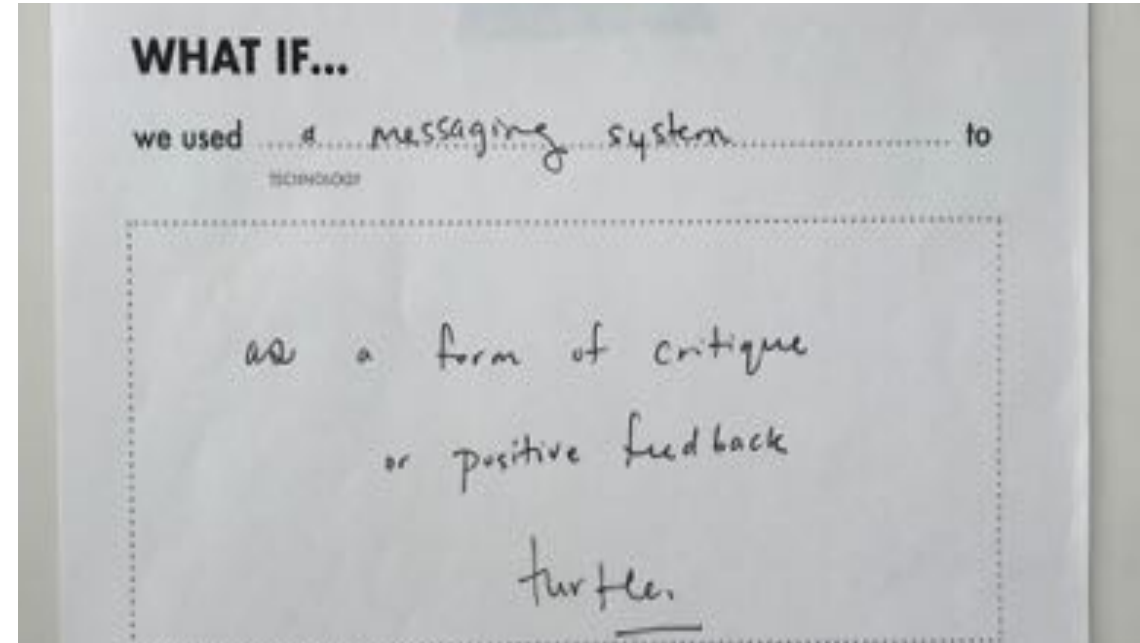 WHAT IF...
we used a messaging system to
TECHNOLOGY
as a form of critique
or positive feedback
turtle.